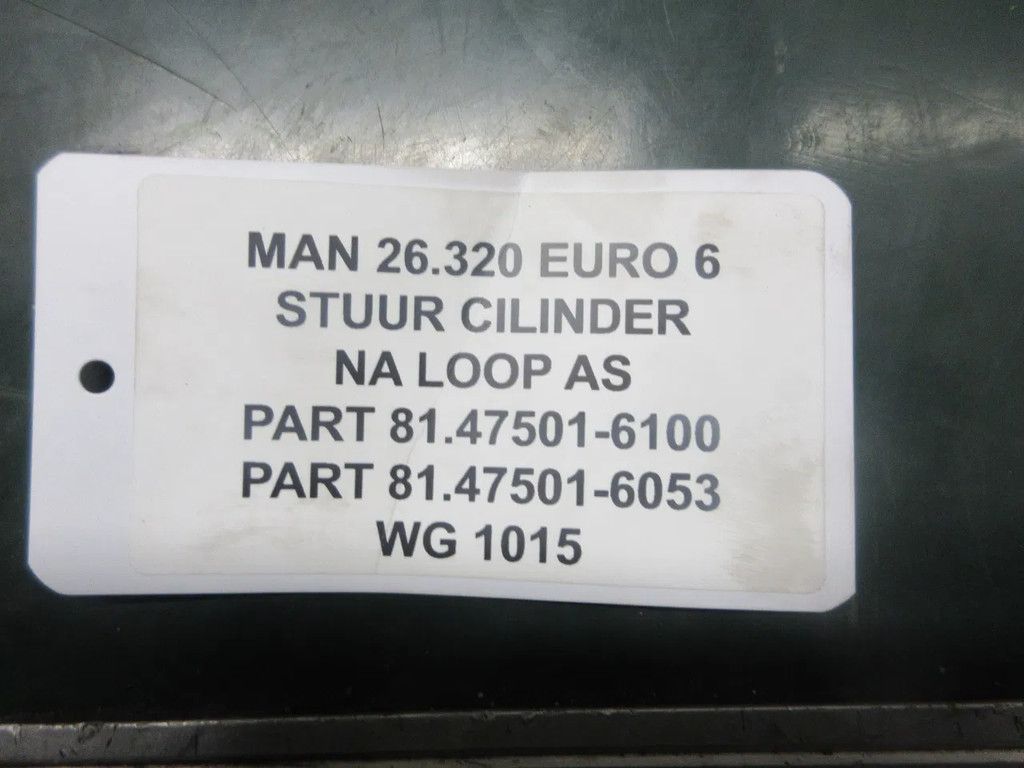 MAN 26.320 EURO 6
STUUR CILINDER
NA LOOP AS
PART 81.47501-6100
PART 81.47501-6053
WG 1015